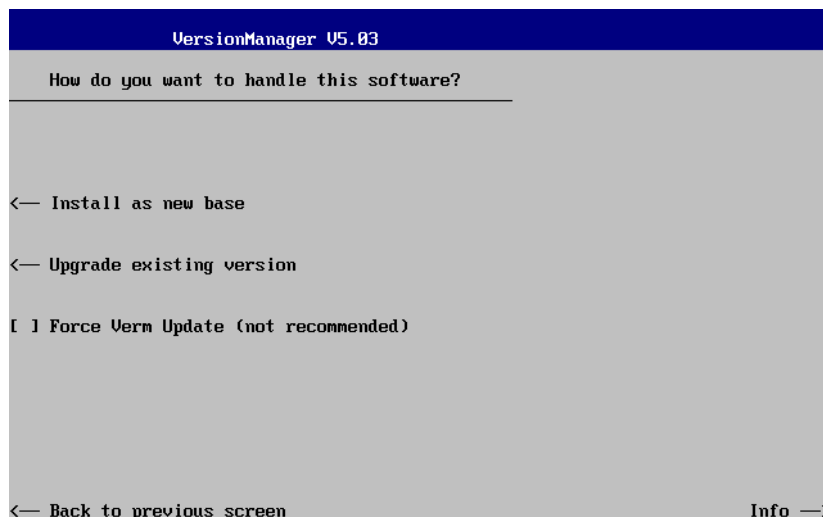 VersionManager V5.03
How do you want to handle this software?
<— Install as new base
<— Upgrade existing version
[ ] Force Verm Update (not recommended)
<— Back to previous screen Info —>